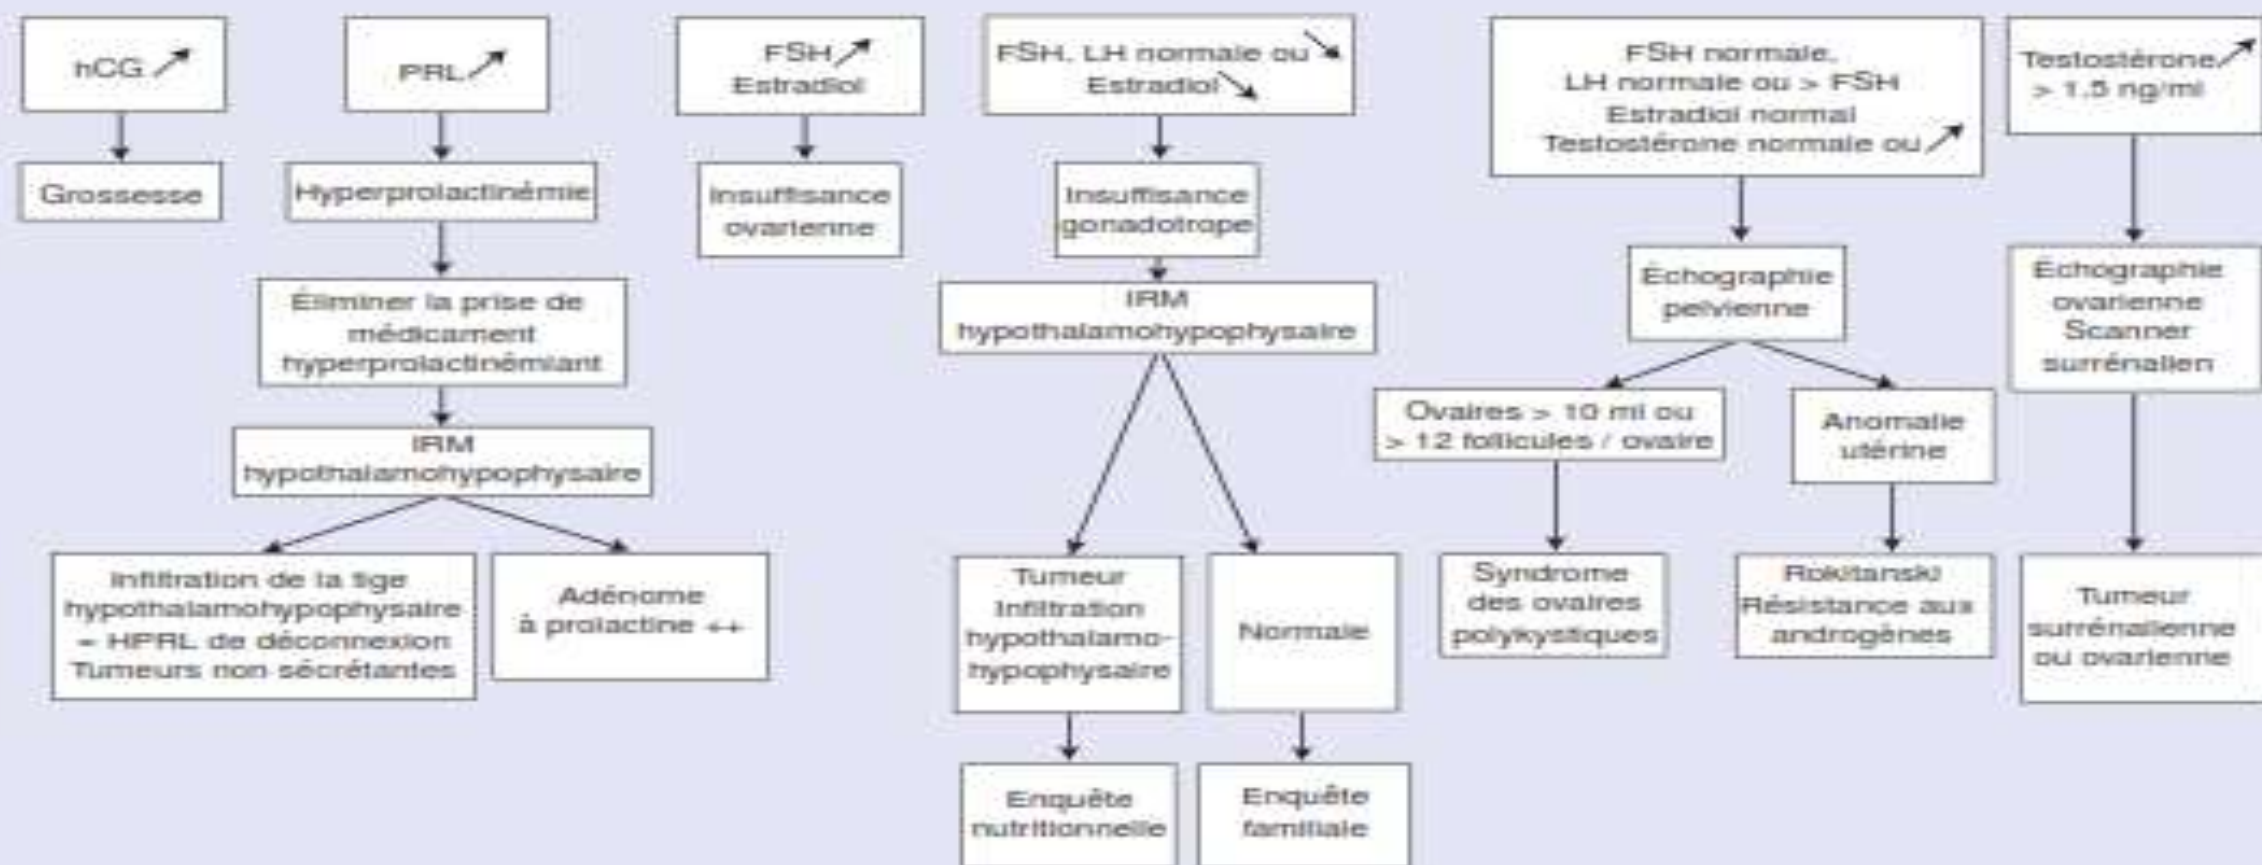 hCG ↗
Grossesse
PRL ↗
Hyperprolactinémie
Éliminer la prise de
médicament
hyperprolactinémiant
IRM
hypothalamohypophysaire
Infiltration de la tige
hypothalamohypophysaire
= HPRL de déconnexion
Tumeurs non sécrétantes
Adénome
à prolactine ++
FSH ↗
Estradiol
Insuffisance
ovarienne
FSH, LH normale ou ↘
Estradiol ↘
Insuffisance
gonadotrope
IRM
hypothalamohypophysaire
Tumeur
Infiltration
hypothalamo-
hypophysaire
Enquête
nutritionnelle
Normale
Enquête
familiale
FSH normale,
LH normale ou > FSH
Estradiol normal
Testostérone normale ou ↗
Échographie
pelvienne
Ovaires > 10 ml ou
> 12 follicules / ovaire
Syndrome
des ovaires
polykystiques
Anomalie
utérine
Rokitanski
Résistance aux
androgènes
Testostérone ↗
> 1,5 ng/ml
Échographie
ovarienne
Scanner
surrénalien
Tumeur
surrénalienne
ou ovarienne